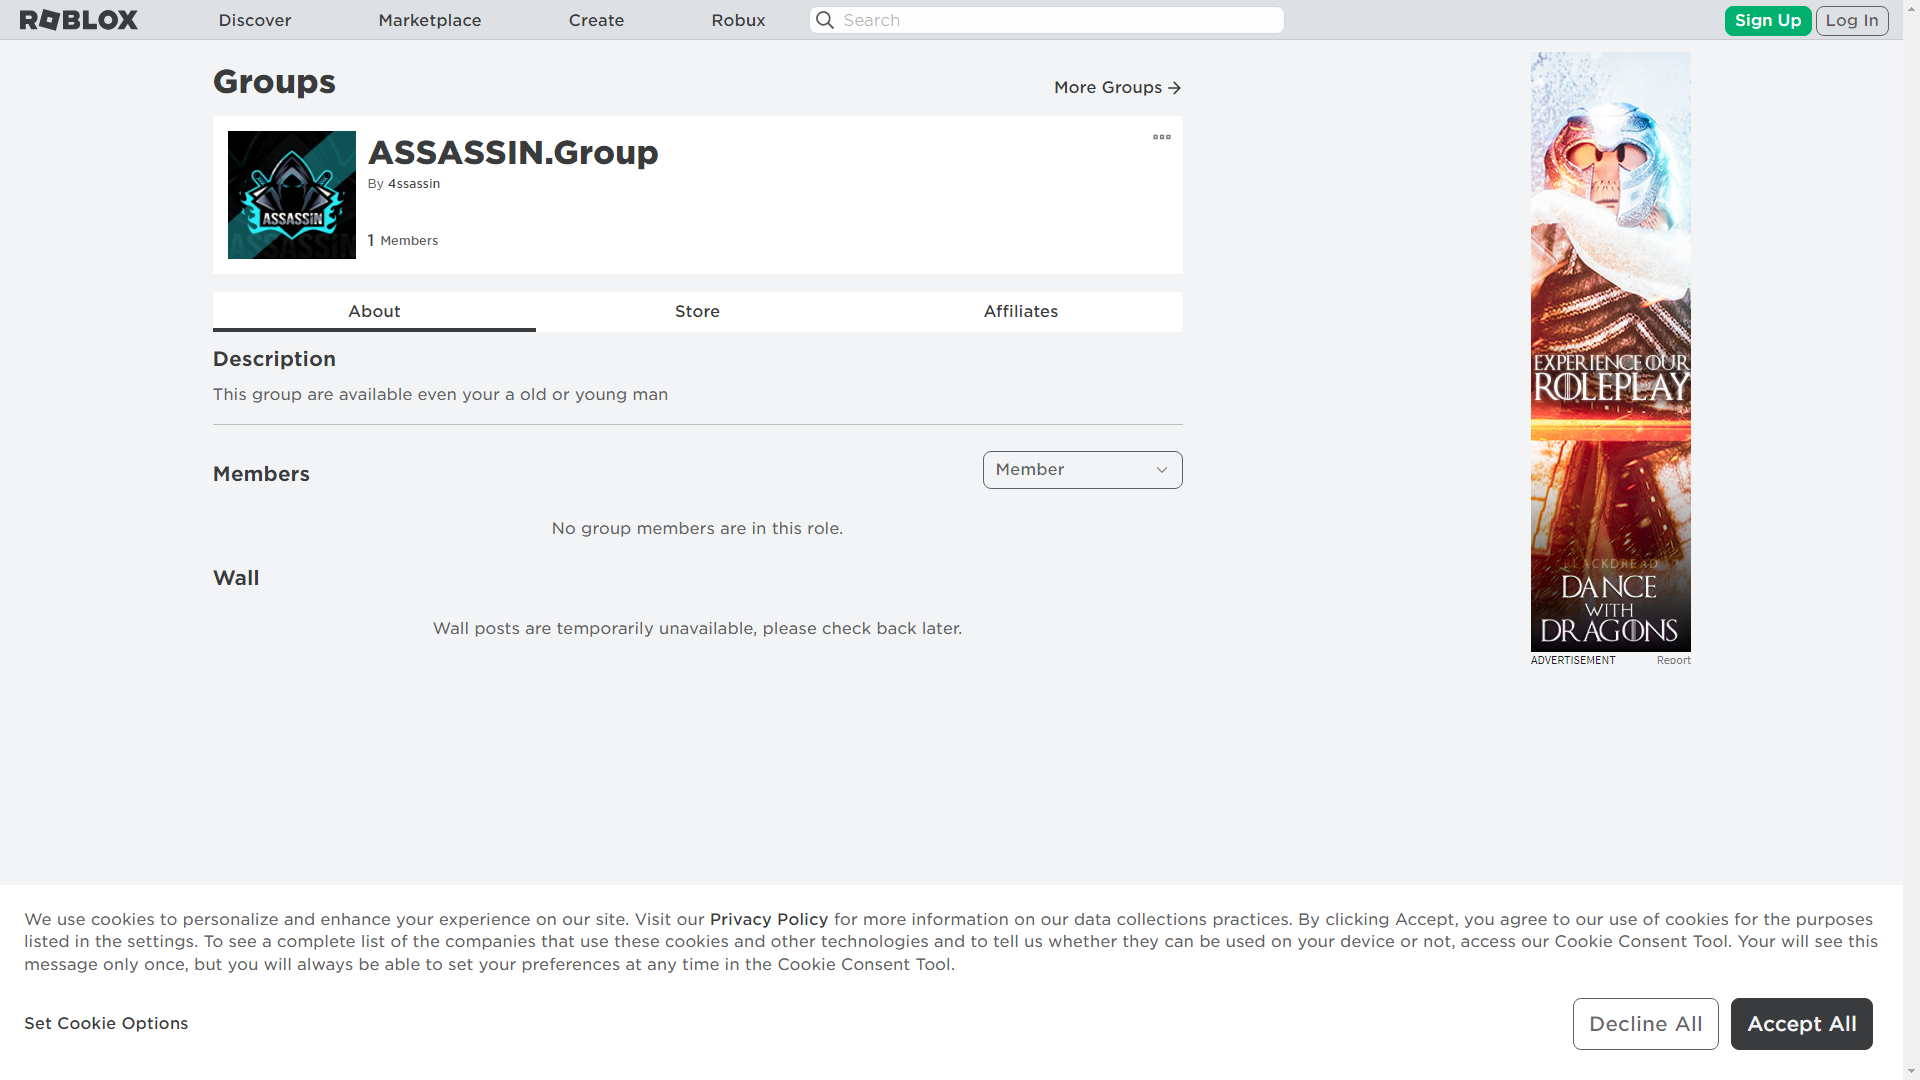 ROBLOX
Discover
Marketplace
Create
Robux
Search
Sign Up
Log In
Groups
More Groups
ASSASSIN
ASSASSIN
ASSASSIN.Group
By 4ssassin
1 Members
About
Store
Affiliates
Description
This group are available even your a old or young man
Members
Member
No group members are in this role.
Wall
Wall posts are temporarily unavailable, please check back later.
EXPERIENCE OUR
ROLEPLAY
BLACKDREAD
DANCE
WITH
DRAGONS
ADVERTISEMENT
Report
We use cookies to personalize and enhance your experience on our site. Visit our Privacy Policy for more information on our data collections practices. By clicking Accept, you agree to our use of cookies for the purposes
listed in the settings. To see a complete list of the companies that use these cookies and other technologies and to tell us whether they can be used on your device or not, access our Cookie Consent Tool. Your will see this
message only once, but you will always be able to set your preferences at any time in the Cookie Consent Tool.
Set Cookie Options
Decline All
Accept All